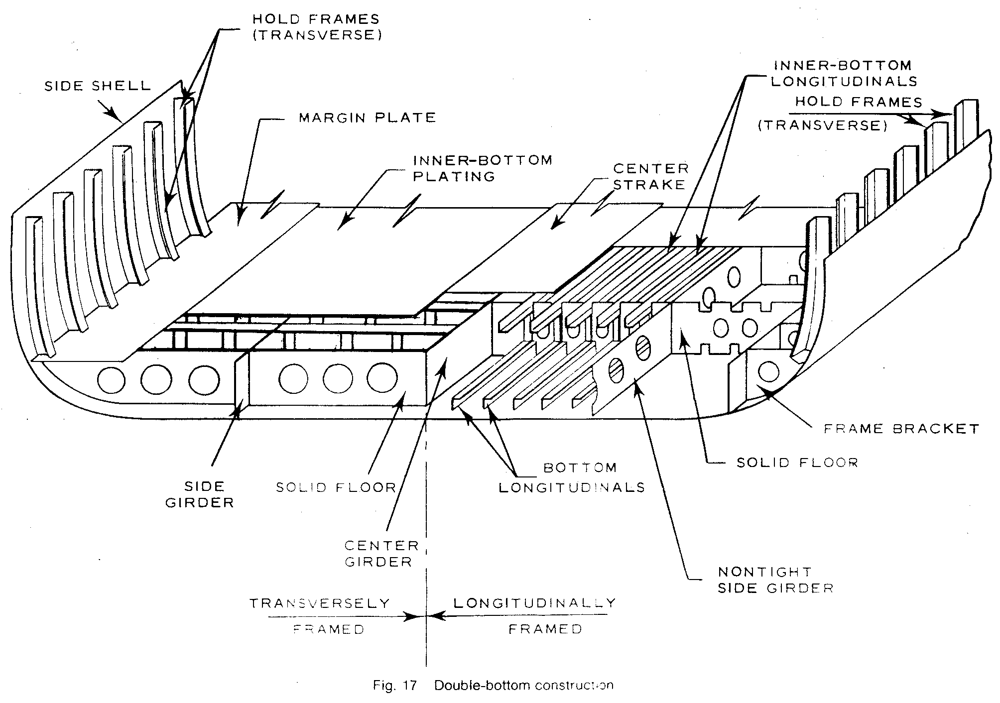 HOLD FRAMES
(TRANSVERSE)
SIDE SHELL
MARGIN PLATE
INNER-BOTTOM
PLATING
CENTER
STRAKE
INNER-BOTTOM
LONGITUDINALS
HOLD FRAMES
(TRANSVERSE)
FRAME BRACKET
SOLID FLOOR
BOTTOM
LONGITUDINALS
SIDE
GIRDER
SOLID FLOOR
CENTER
GIRDER
NONTIGHT
SIDE GIRDER
TRANSVERSELY
FRAMED
LONGITUDINALLY
FRAMED
Fig. 17 Double-bottom construction